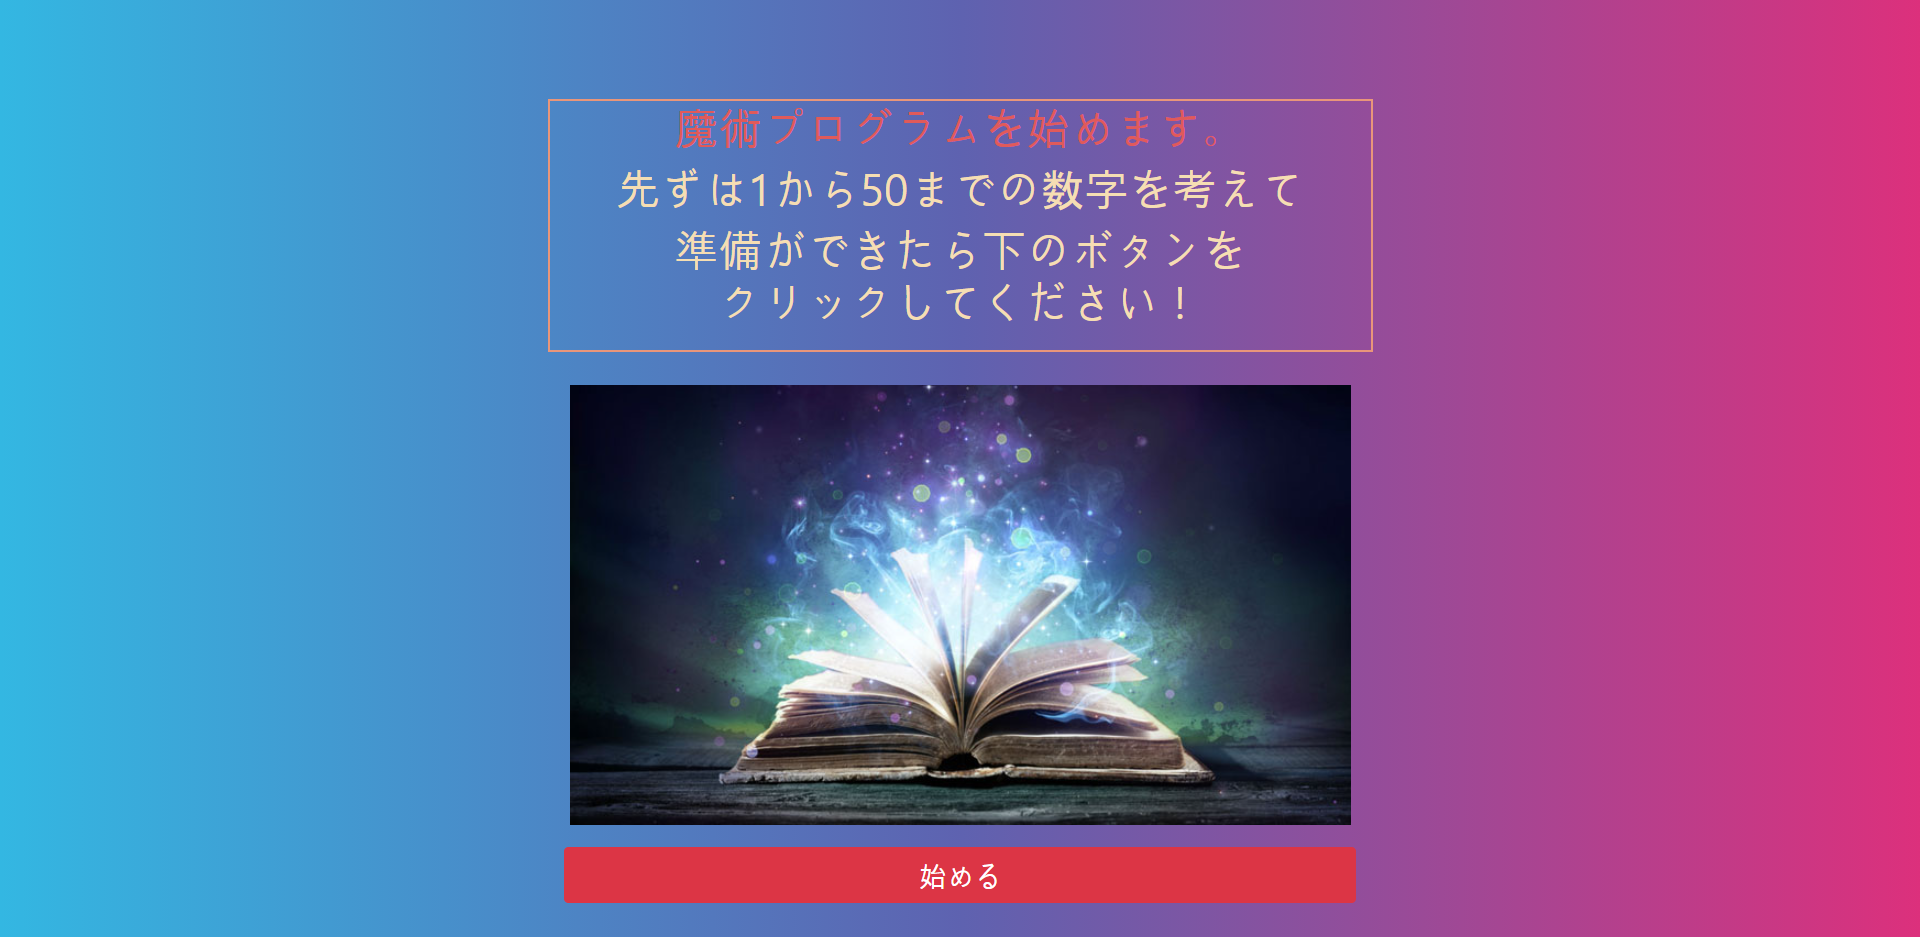 魔術プログラムを始めます。
先ずは1から50までの数字を考えて
準備ができたら下のボタンを
クリックしてください！
始める